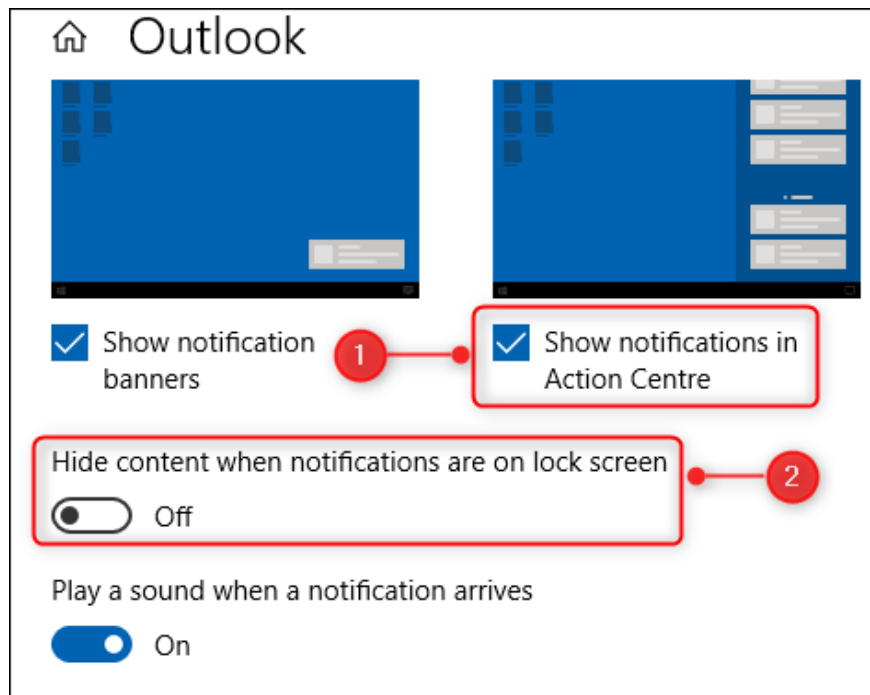 Outlook
Show notification
banners
1
Show notifications in
Action Centre
Hide content when notifications are on lock screen
2
Off
Play a sound when a notification arrives
On